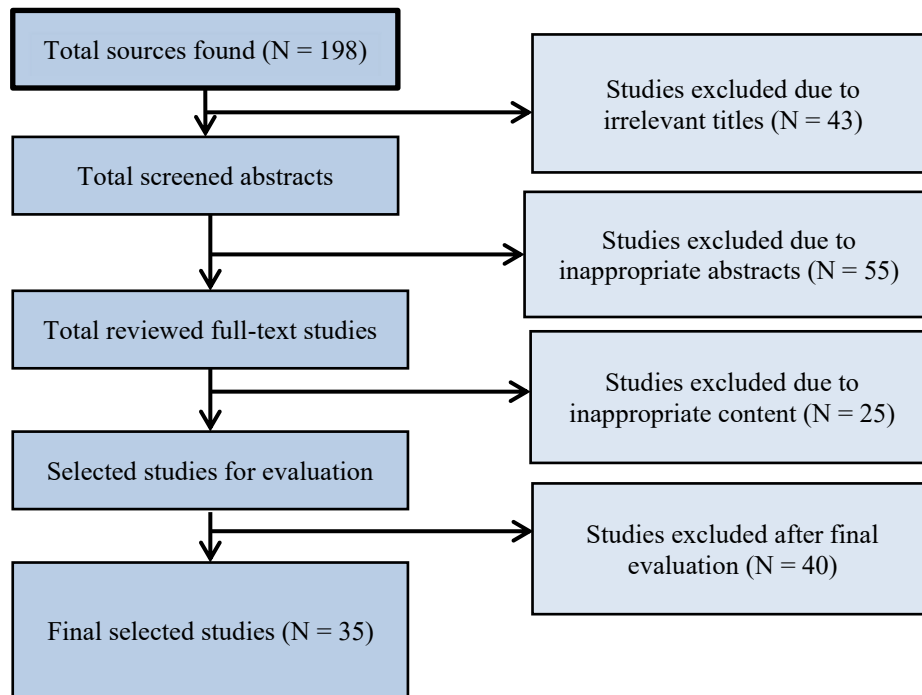 Total sources found (N = 198)
Studies excluded due to
irrelevant titles (N = 43)
Total screened abstracts
Studies excluded due to
inappropriate abstracts (N = 55)
Total reviewed full-text studies
Studies excluded due to
inappropriate content (N = 25)
Selected studies for evaluation
Studies excluded after final
evaluation (N = 40)
Final selected studies (N = 35)